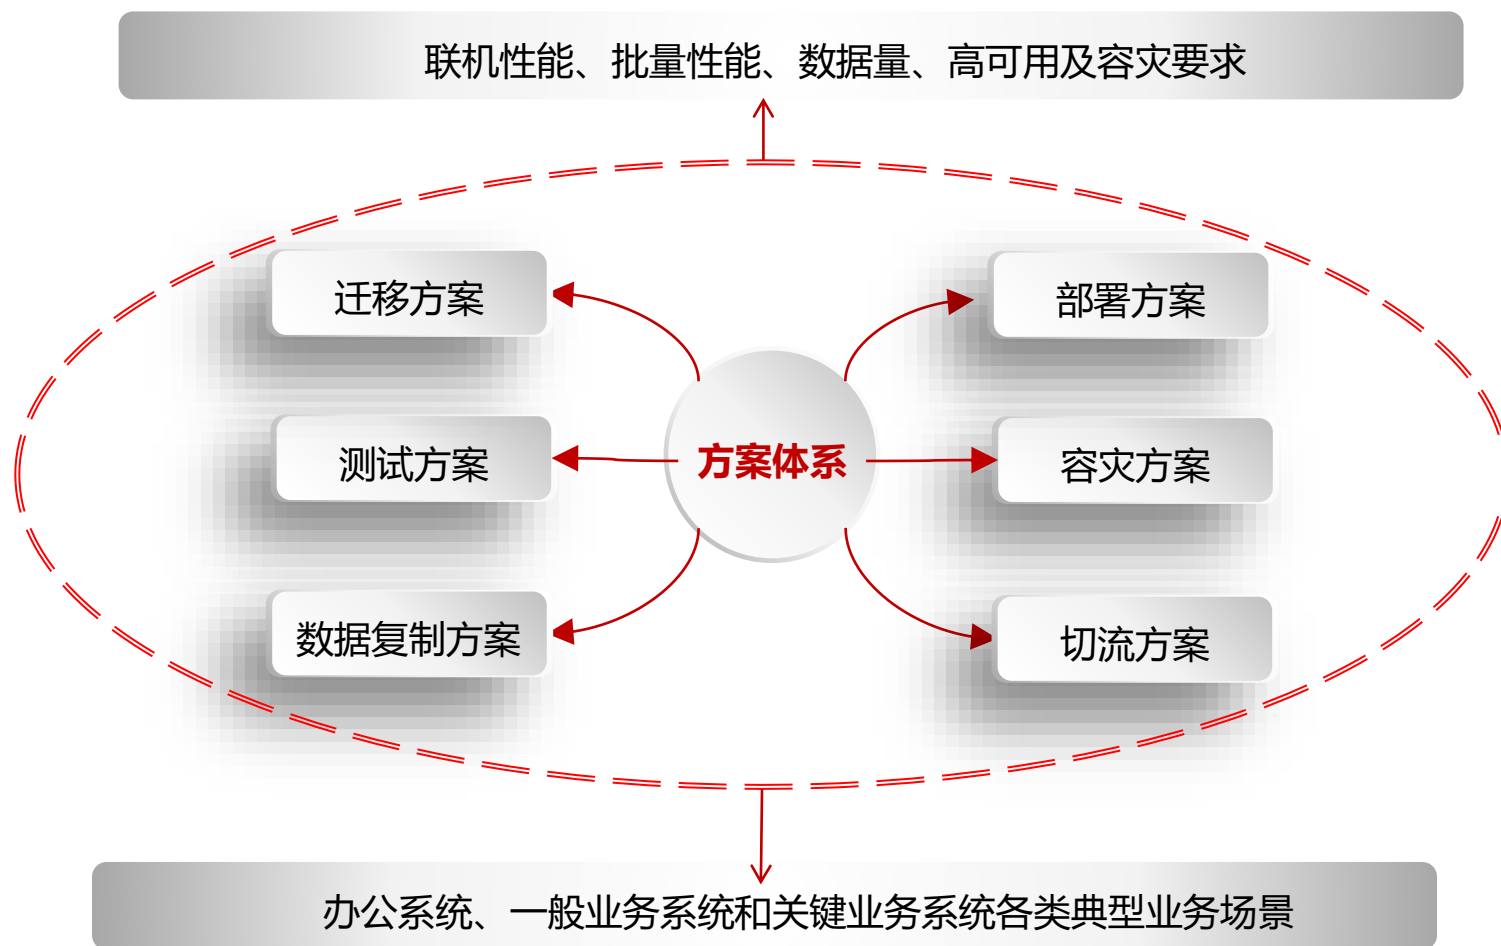 联机性能、批量性能、数据量、高可用及容灾要求
迁移方案
部署方案
测试方案
方案体系
容灾方案
数据复制方案
切流方案
办公系统、一般业务系统和关键业务系统各类典型业务场景